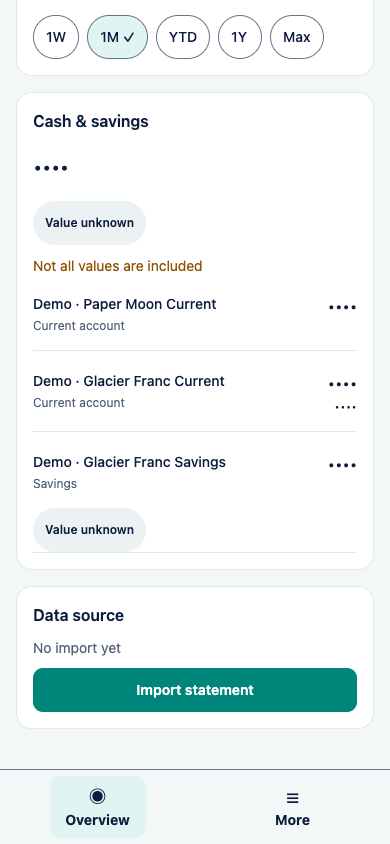 1W
1M ✓
YTD
1Y
Max
Cash & savings
••••
Value unknown
Not all values are included
Demo · Paper Moon Current
••••
Current account
Demo · Glacier Franc Current
••••
Current account
••••
Demo · Glacier Franc Savings
••••
Savings
Value unknown
Data source
No import yet
Import statement
Overview
More